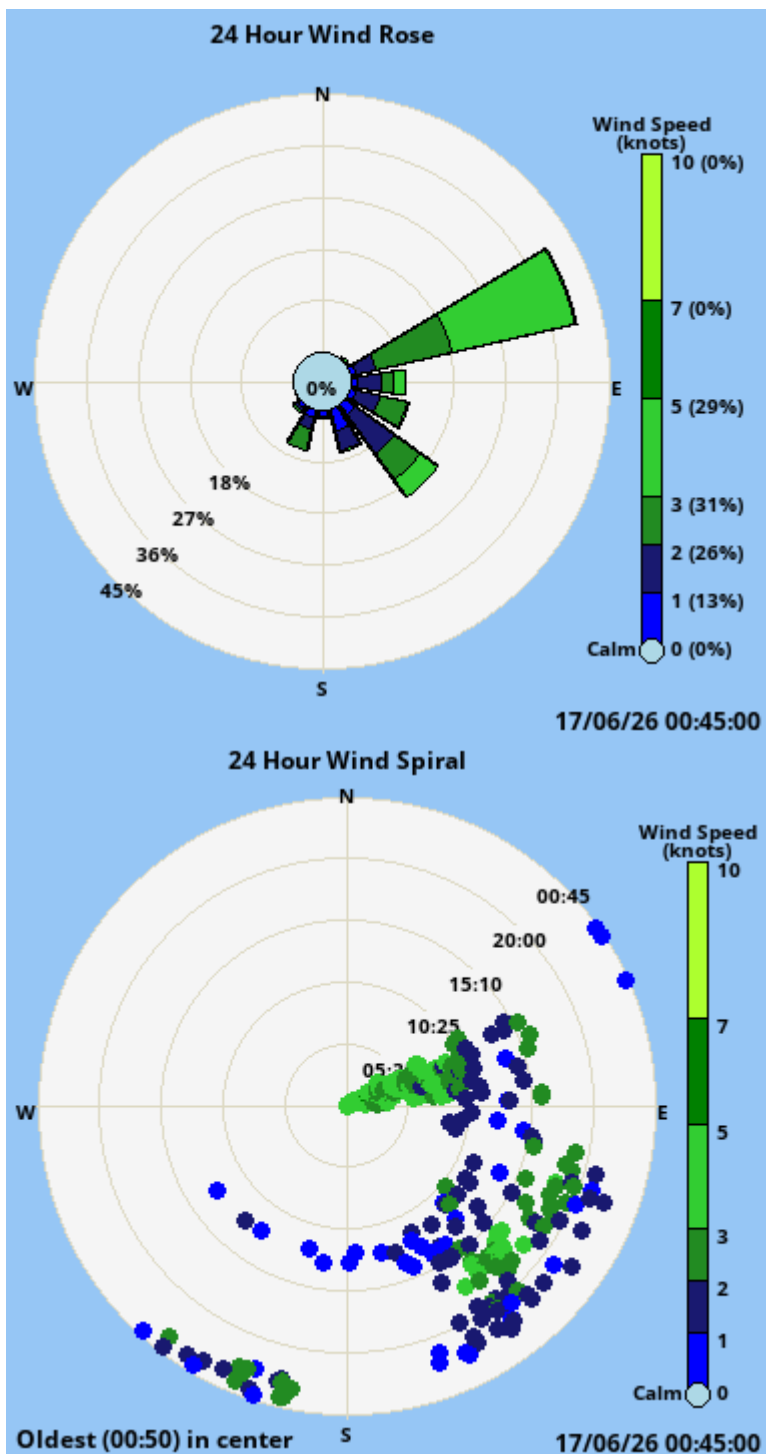 24 Hour Wind Rose
N
Wind Speed
(knots)
10 (0%)
7 (0%)
W
0%
E
5 (29%)
18%
3 (31%)
27%
2 (26%)
36%
45%
1 (13%)
Calm
0 (0%)
S
17/06/26 00:45:00
24 Hour Wind Spiral
N
Wind Speed
(knots)
10
00:45
20:00
15:10
7
10:25
W
E
5
3
2
1
Calm
0
S
Oldest (00:50) in center
17/06/26 00:45:00